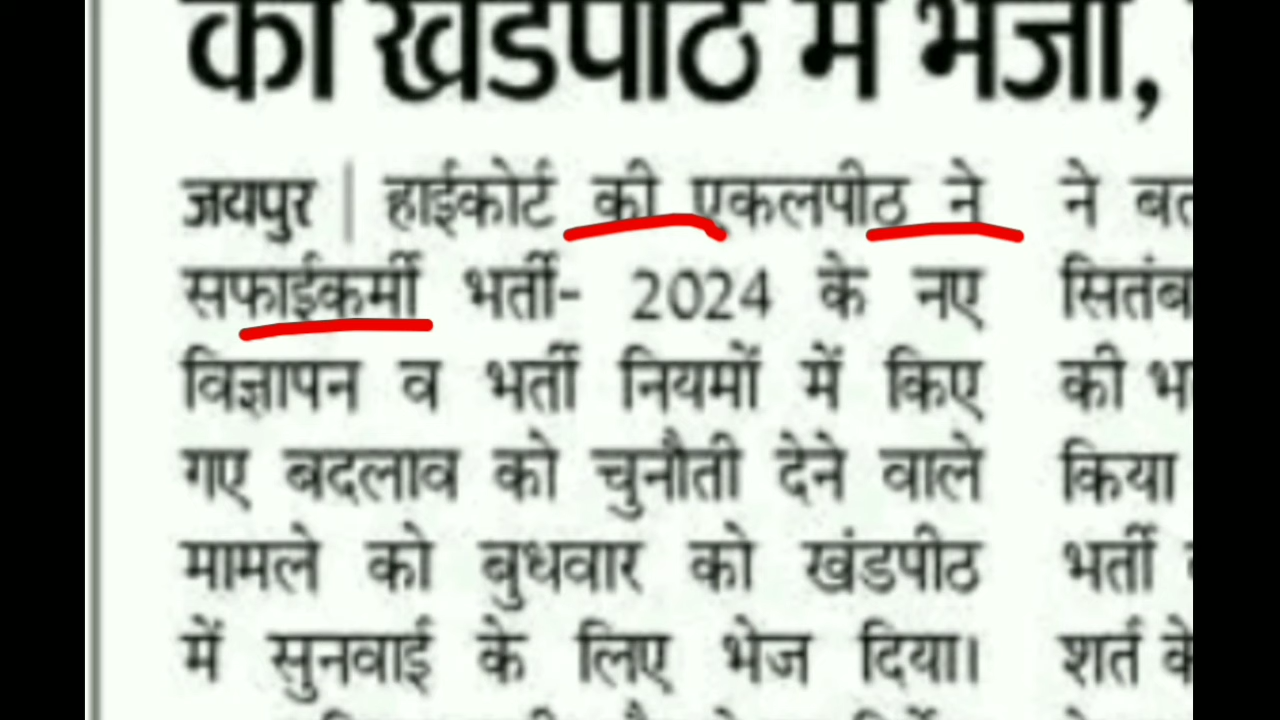 को खंडपीठ में भेजा,
जयपुर | हाईकोर्ट की एकलपीठ ने
सफाईकर्मी भर्ती- 2024 के नए
विज्ञापन व भर्ती नियमों में किए
गए बदलाव को चुनौती देने वाले
मामले को बुधवार को खंडपीठ
में सुनवाई के लिए भेज दिया।
ने बत
सितंब
की भ
किया
भर्ती
शर्त के